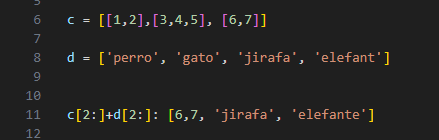 5
6 c = [[1,2],[3,4,5], [6,7]]
7
8 d = ['perro', 'gato', 'jirafa', 'elefant']
9
10
11 c[2:]+d[2:]: [6,7, 'jirafa', 'elefante']
12